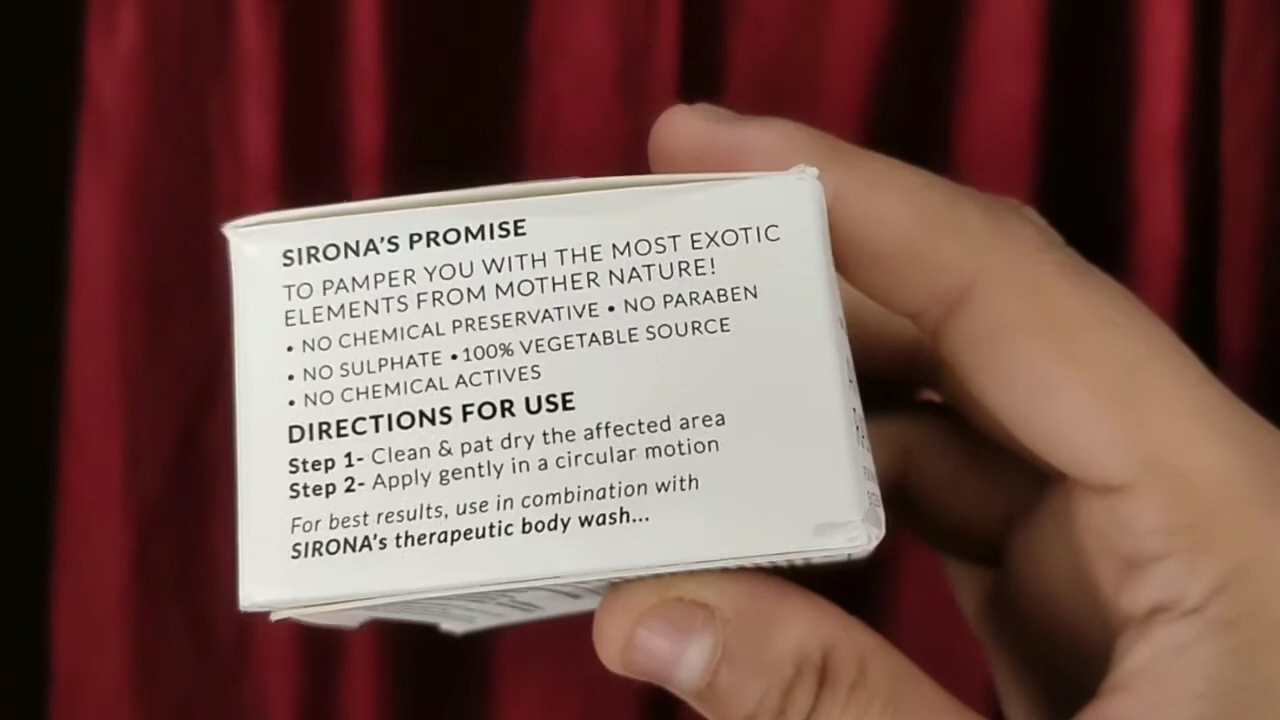 SIRONA'S PROMISE
TO PAMPER YOU WITH THE MOST EXOTIC
ELEMENTS FROM MOTHER NATURE!
• NO CHEMICAL PRESERVATIVE • NO PARABEN
• NO SULPHATE •100% VEGETABLE SOURCE
• NO CHEMICAL ACTIVES
DIRECTIONS FOR USE
Step 1- Clean & pat dry the affected area
Step 2- Apply gently in a circular motion
For best results, use in combination with
SIRONA's therapeutic body wash...